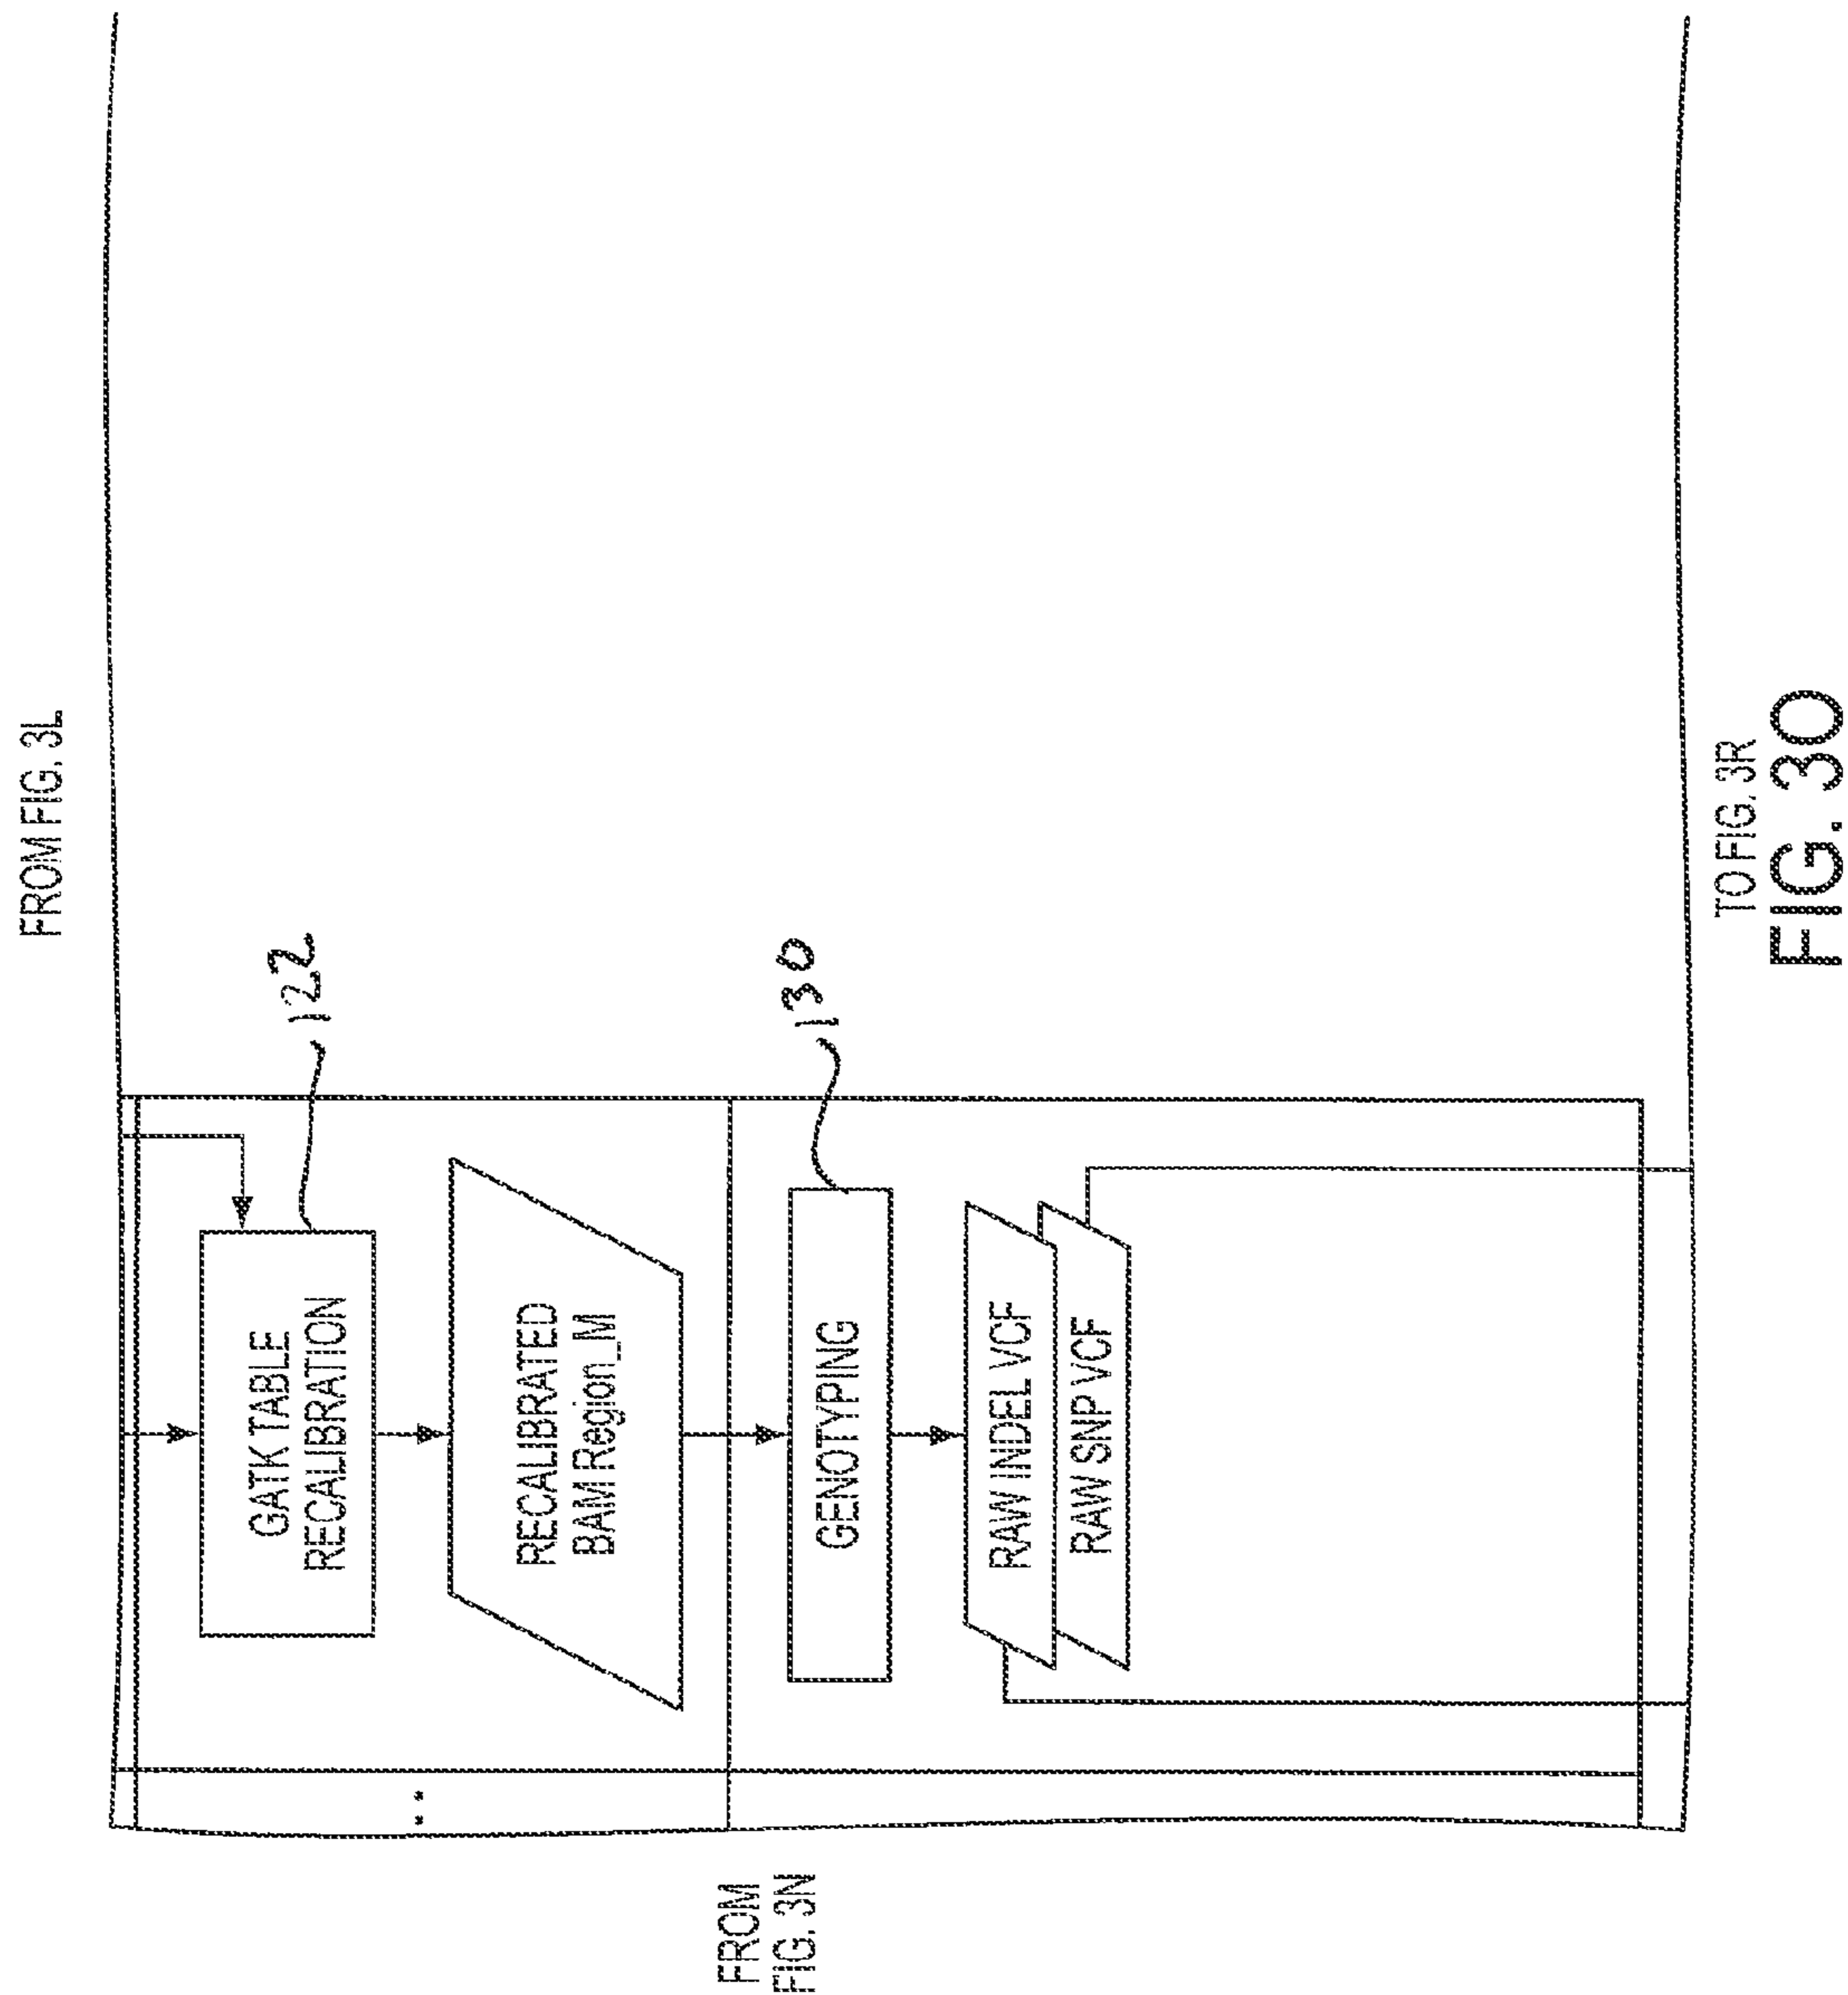 FROM FIG. 3L
122
GATK TABLE
RECALIBRATION
RECALIBRATED
BAM Region_M
130
GENOTYPING
RAW INDEL VCF
RAW SNP VCF
FROM
FIG. 3N
TO FIG. 3R
FIG. 3O